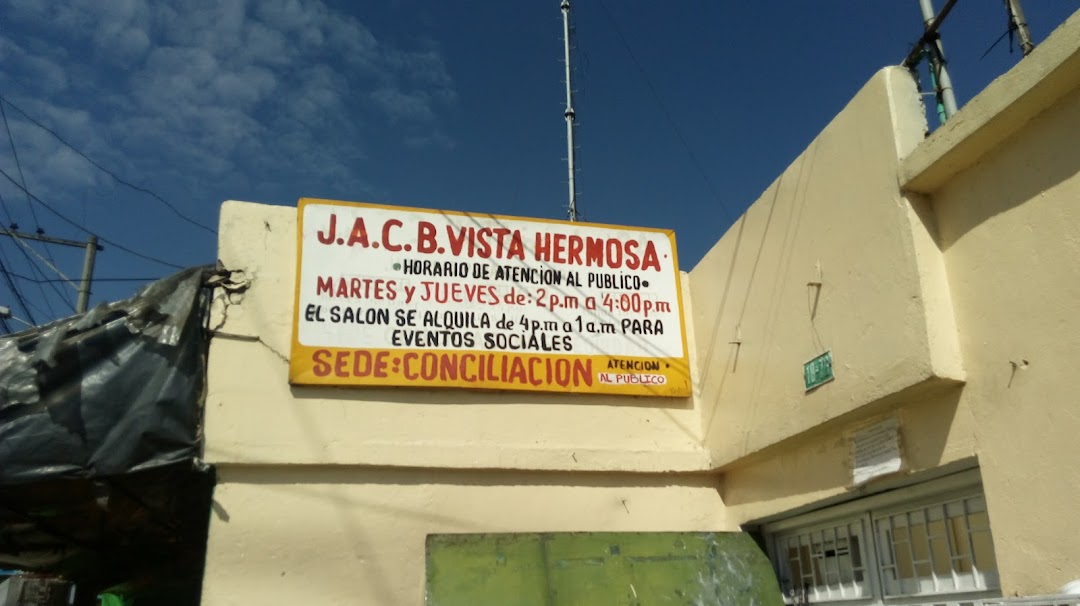 J.A.C.B. VISTA HERMOSA
•HORARIO DE ATENCION AL PUBLICO•
MARTES y JUEVES de: 2p.m a 4:00pm
EL SALON SE ALQUILA de 4p.m a 1a.m PARA
EVENTOS SOCIALES
SEDE: CONCILIACION ATENCION
AL PUBLICO